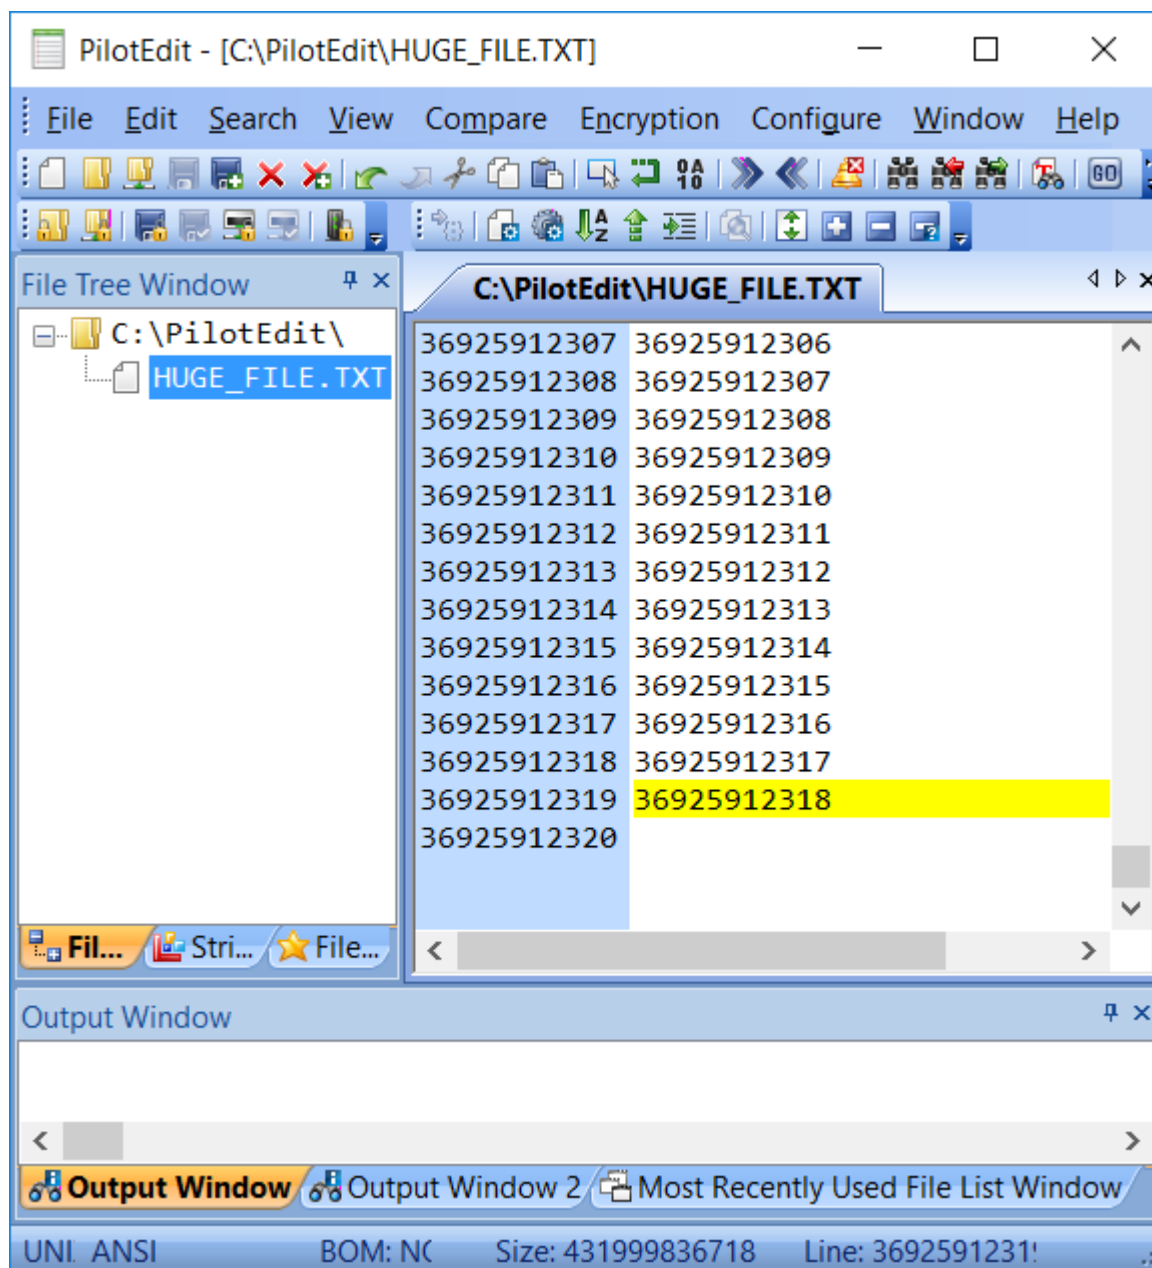 PilotEdit - [C:\PilotEdit\HUGE_FILE.TXT]
File Edit Search View Compare Encryption Configure Window Help
GO
File Tree Window
C:\PilotEdit\HUGE_FILE.TXT
C:\PilotEdit\
HUGE_FILE.TXT
36925912307 36925912306
36925912308 36925912307
36925912309 36925912308
36925912310 36925912309
36925912311 36925912310
36925912312 36925912311
36925912313 36925912312
36925912314 36925912313
36925912315 36925912314
36925912316 36925912315
36925912317 36925912316
36925912318 36925912317
36925912319 36925912318
36925912320
Fil... Stri... File...
Output Window
Output Window Output Window 2 Most Recently Used File List Window
UNI ANSI BOM: Size: 431999836718 Line: